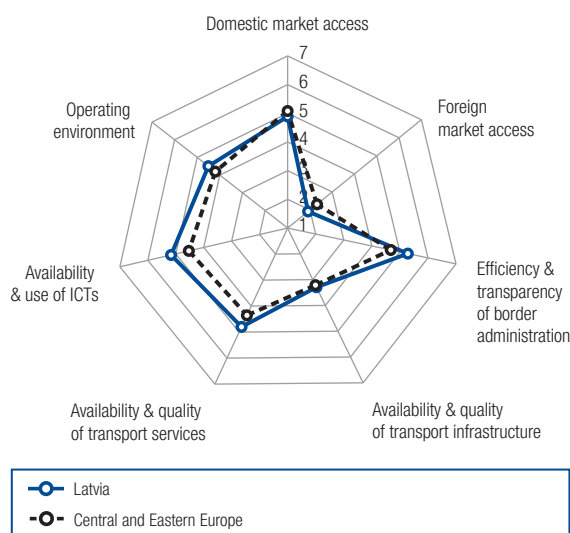 Domestic market access
7
6
5
4
3
2
1
Foreign
market access
Operating
environment
Efficiency &
transparency
of border
administration
Availability
& use of ICTs
Availability & quality
of transport services
Availability & quality
of transport infrastructure
Latvia
Central and Eastern Europe